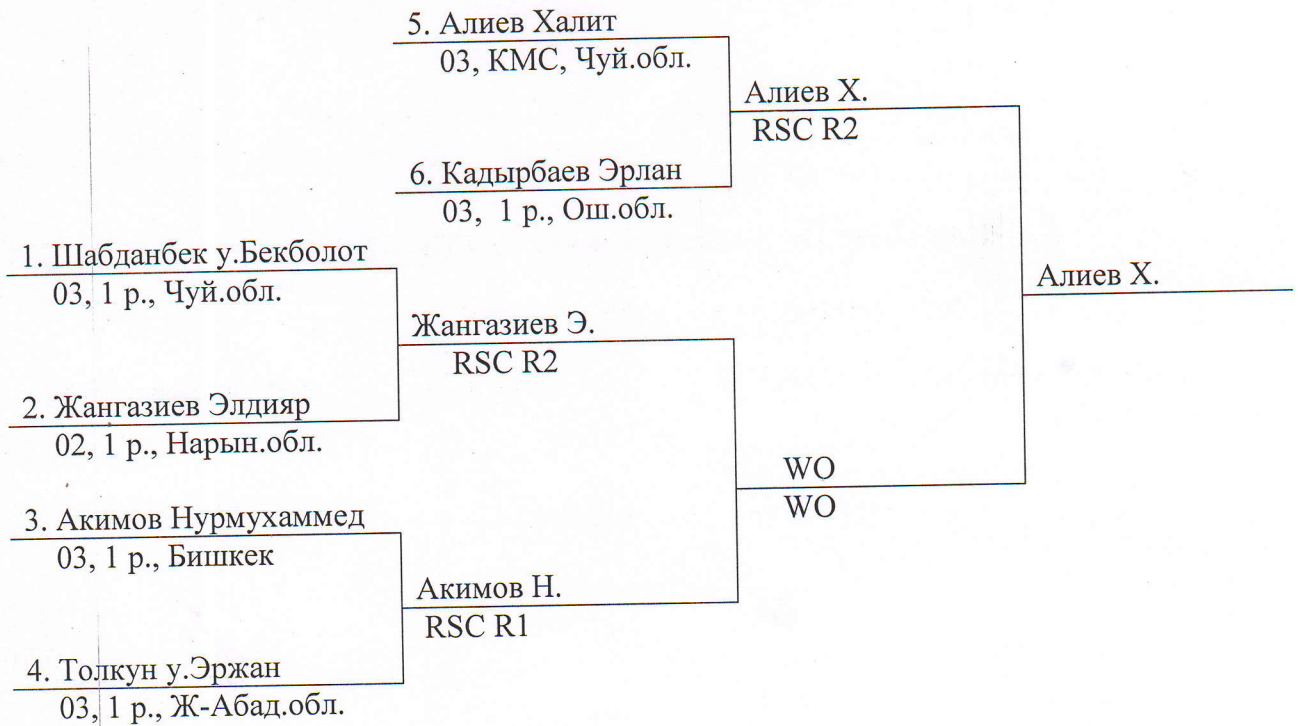 5. Алиев Халит
03, КМС, Чуй.обл.
Алиев Х.
RSC R2
6. Кадырбаев Эрлан
03, 1 р., Ош.обл.
1. Шабданбек у.Бекболот
03, 1 р., Чуй.обл.
Алиев Х.
Жангазиев Э.
RSC R2
2. Жангазиев Элдияр
02, 1 р., Нарын.обл.
WO
WO
3. Акимов Нурмухаммед
03, 1 р., Бишкек
Акимов Н.
RSC R1
4. Толкун у.Эржан
03, 1 р., Ж-Абад.обл.